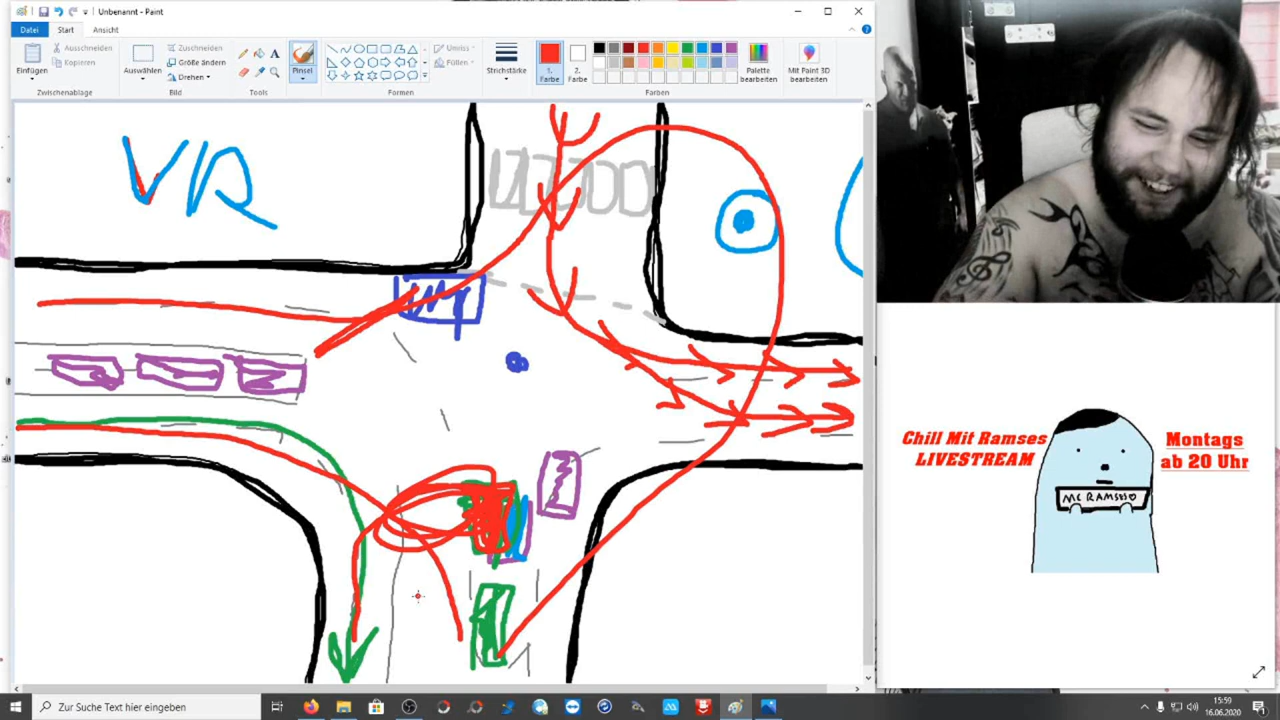 Unbenannt - Paint
Datei
Start
Ansicht
Einfügen
Ausschneiden
Kopieren
Zwischenablage
Auswählen
Zuschneiden
Größe ändern
Drehen
Bild
A
Tools
Pinsel
Umriss
Füllen
Formen
Strichstärke
1.
Farbe
2.
Farbe
Palette
bearbeiten
Farben
Mit Paint 3D
bearbeiten
VR
Chill Mit Ramses
LIVESTREAM
Montags
ab 20 Uhr
MC RAMSES
Zur Suche Text hier eingeben
15:59
16.06.2020